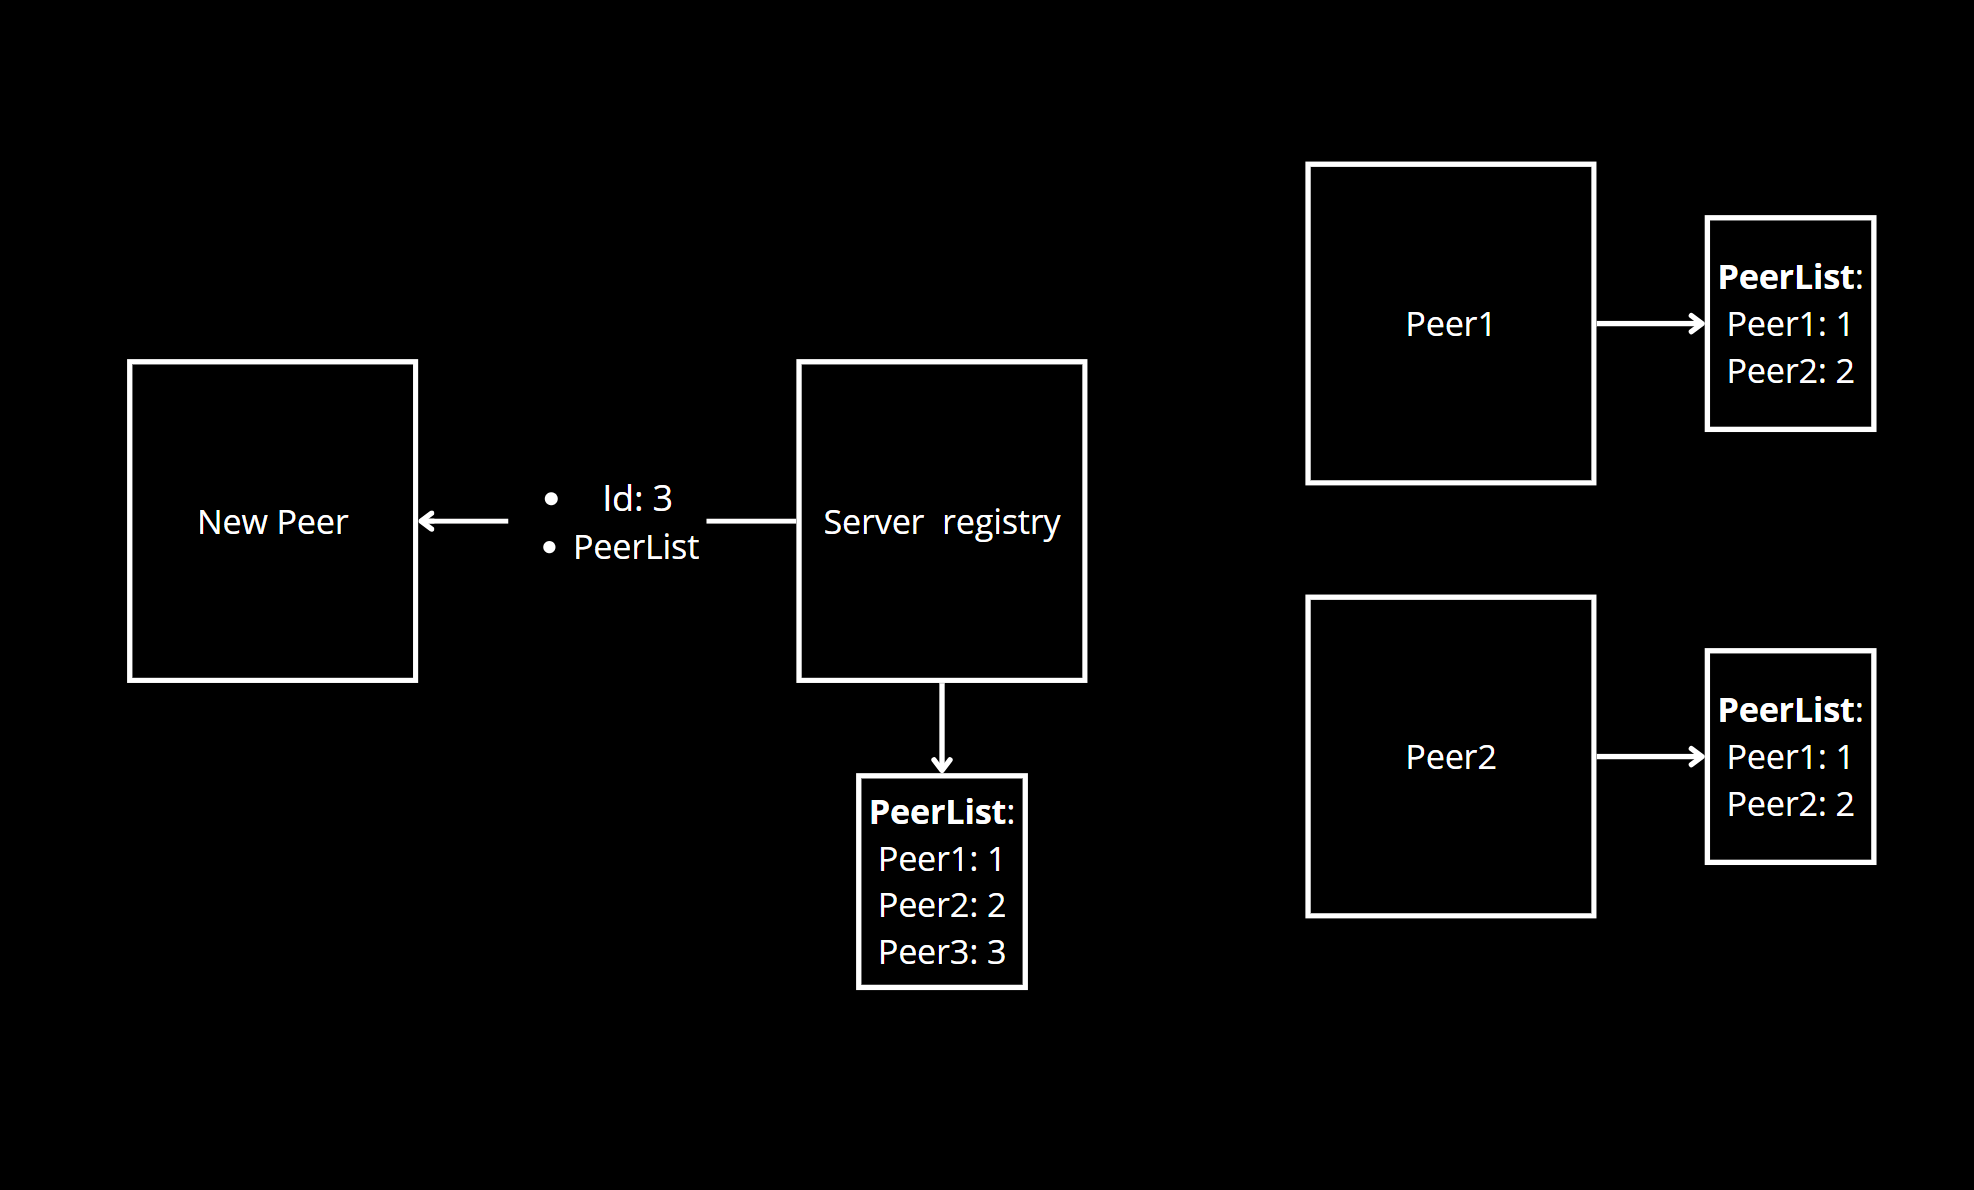 New Peer
• Id: 3
• PeerList
Server registry
PeerList:
Peer1: 1
Peer2: 2
Peer3: 3
Peer1
PeerList:
Peer1: 1
Peer2: 2
Peer2
PeerList:
Peer1: 1
Peer2: 2